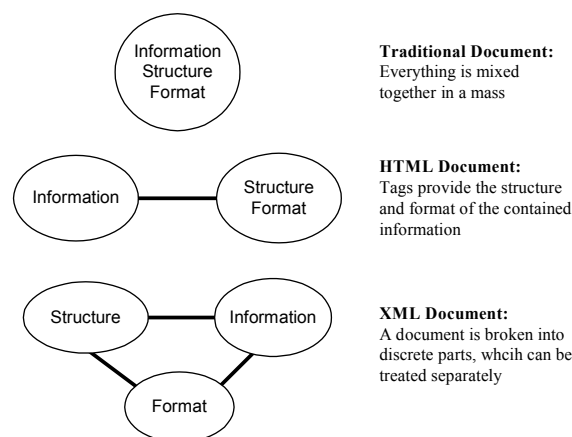 Information
Structure
Format
Traditional Document:
Everything is mixed
together in a mass
Information
Structure
Format
HTML Document:
Tags provide the structure
and format of the contained
information
Structure
Information
Format
XML Document:
A document is broken into
discrete parts, whcih can be
treated separately